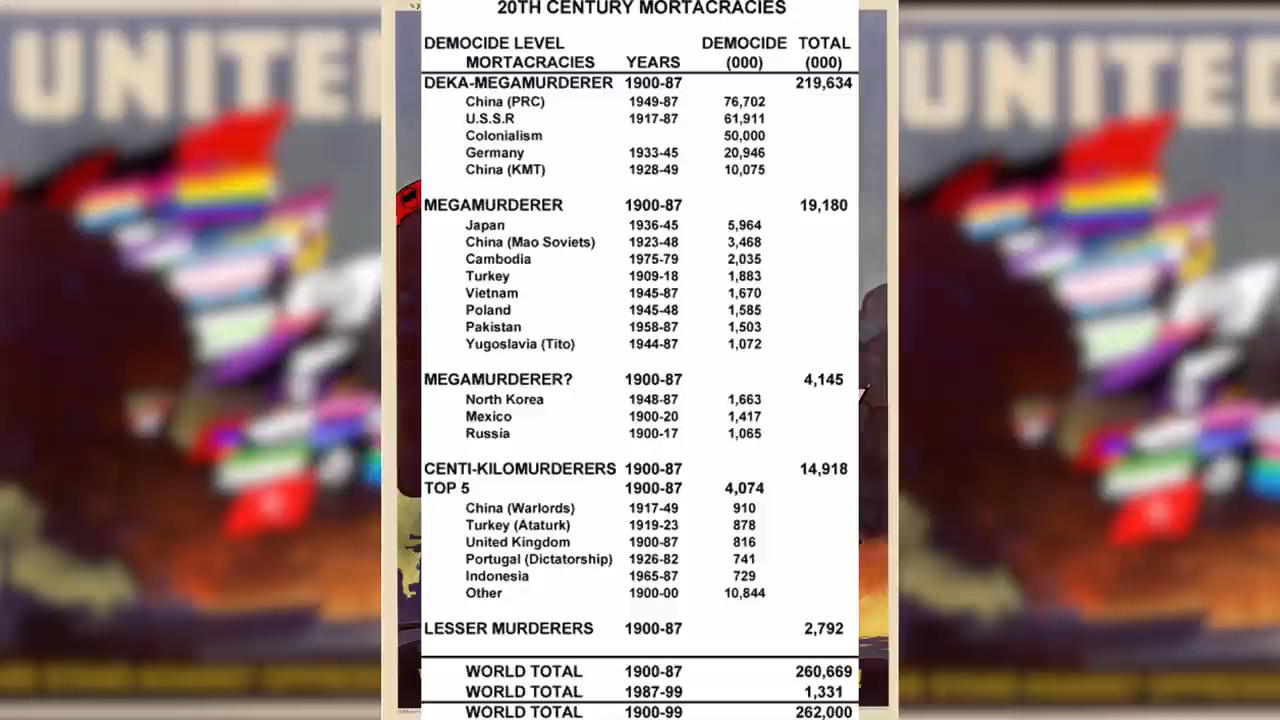 20TH CENTURY MORTACRACIES
DEMOCIDE LEVEL DEMOCIDE TOTAL
MORTACRACIES YEARS (000) (000)
DEKA-MEGAMURDERER 1900-87 219,634
China (PRC) 1949-87 76,702
U.S.S.R 1917-87 61,911
Colonialism 50,000
Germany 1933-45 20,946
China (KMT) 1928-49 10,075
MEGAMURDERER 1900-87 19,180
Japan 1936-45 5,964
China (Mao Soviets) 1923-48 3,468
Cambodia 1975-79 2,035
Turkey 1909-18 1,883
Vietnam 1945-87 1,670
Poland 1945-48 1,585
Pakistan 1958-87 1,503
Yugoslavia (Tito) 1944-87 1,072
MEGAMURDERER? 1900-87 4,145
North Korea 1948-87 1,663
Mexico 1900-20 1,417
Russia 1900-17 1,065
CENTI-KILOMURDERERS 1900-87 14,918
TOP 5 1900-87 4,074
China (Warlords) 1917-49 910
Turkey (Ataturk) 1919-23 878
United Kingdom 1900-87 816
Portugal (Dictatorship) 1926-82 741
Indonesia 1965-87 729
Other 1900-00 10,844
LESSER MURDERERS 1900-87 2,792
WORLD TOTAL 1900-87 260,669
WORLD TOTAL 1987-99 1,331
WORLD TOTAL 1900-99 262,000
UNITE
UNITE